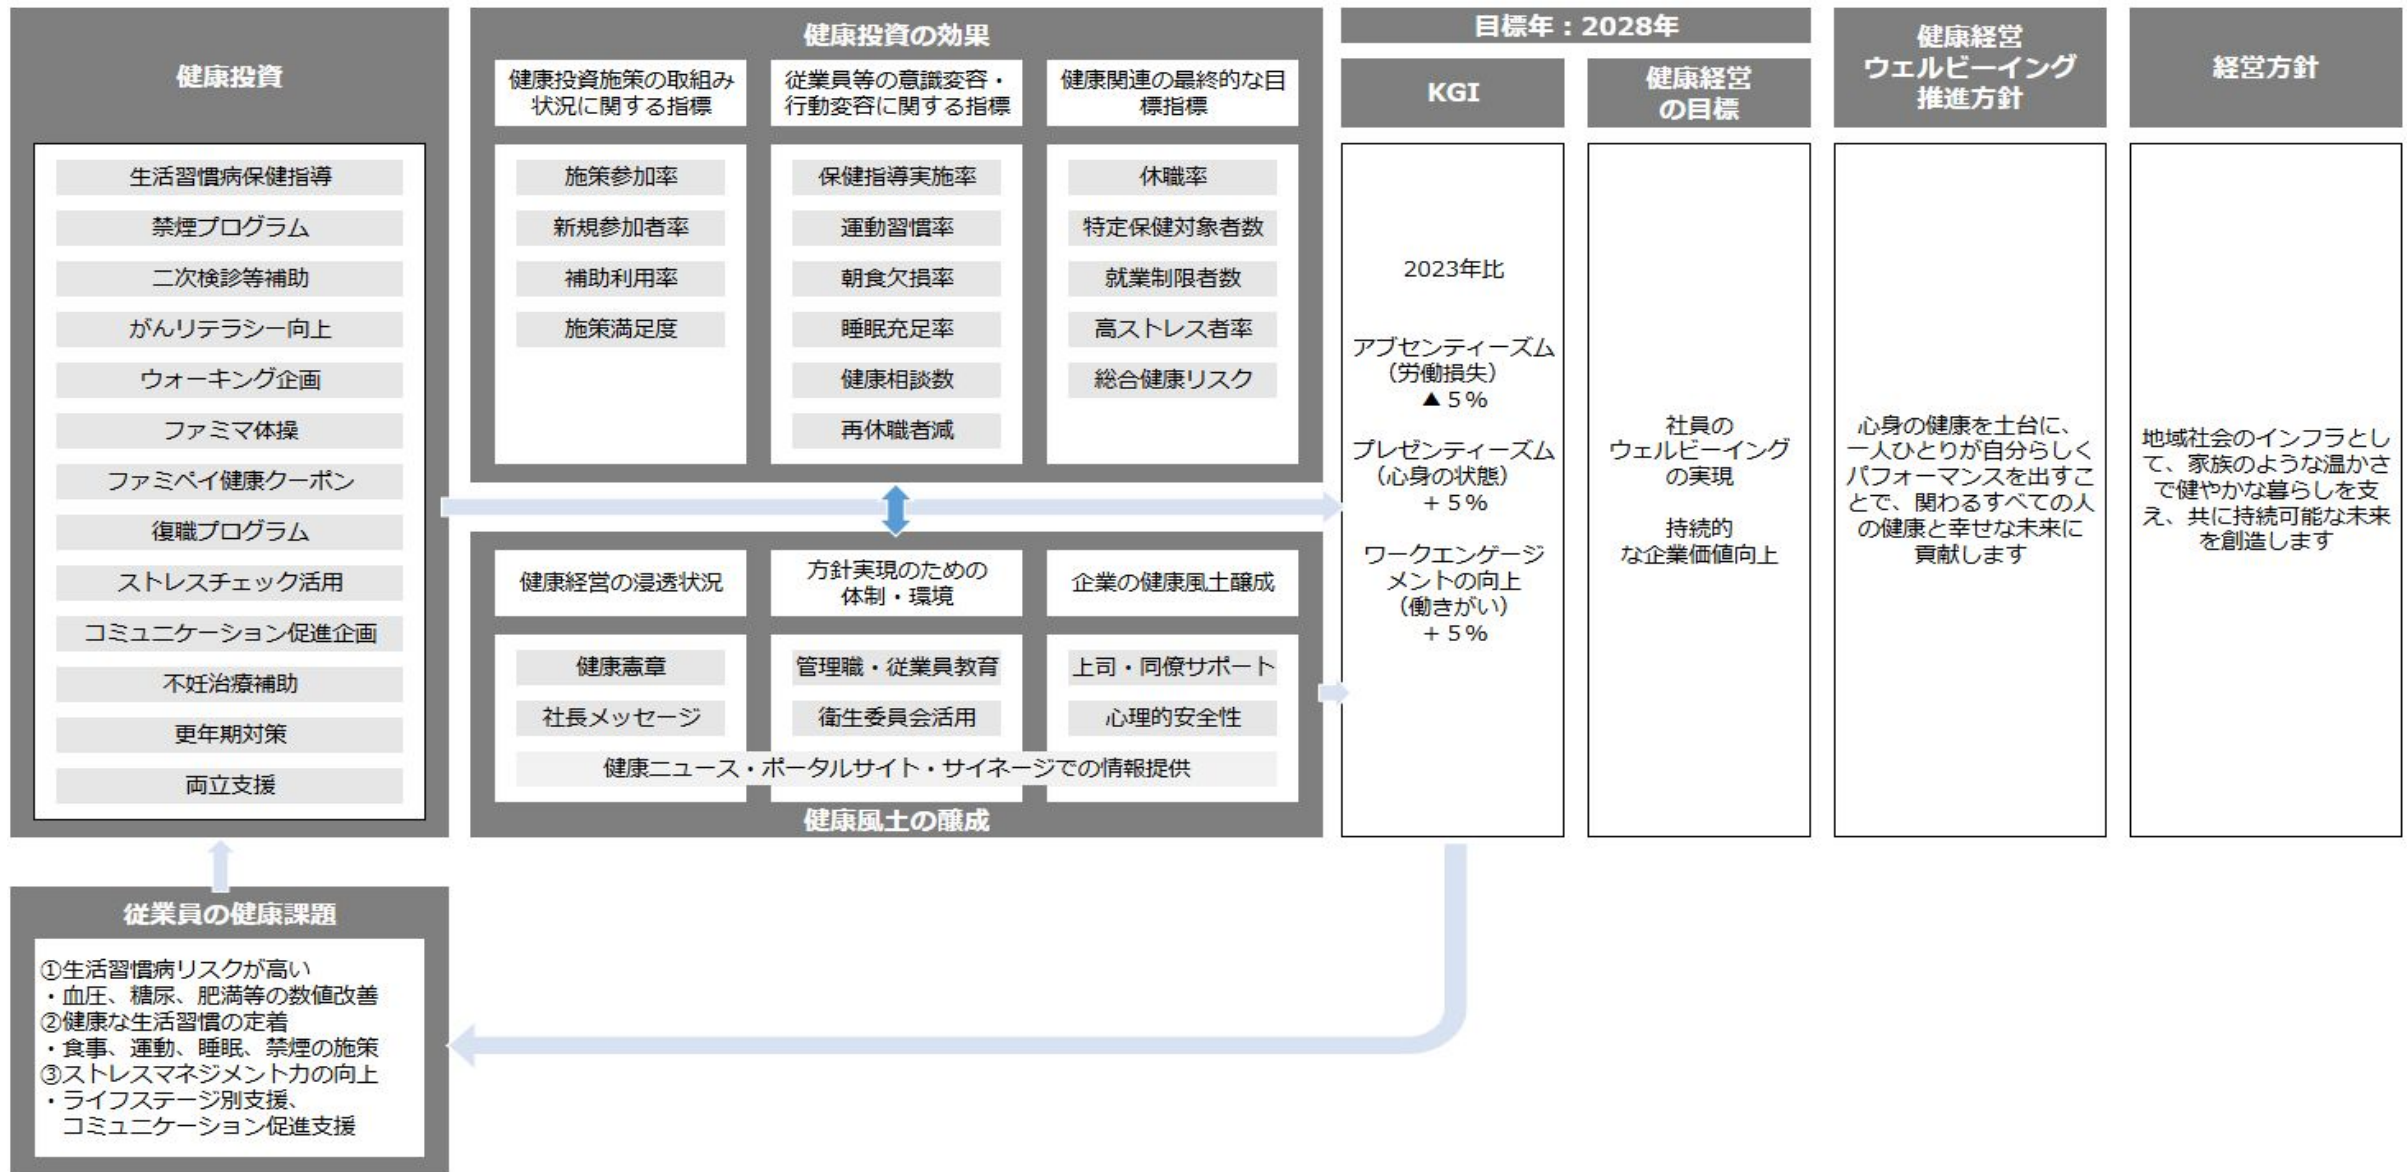 健康投資
生活習慣病保健指導
禁煙プログラム
二次検診等補助
がんリテラシー向上
ウォーキング企画
ファミマ体操
ファミペイ健康クーポン
復職プログラム
ストレスチェック活用
コミュニケーション促進企画
不妊治療補助
更年期対策
両立支援
健康投資の効果
健康投資施策の取組み
状況に関する指標
施策参加率
新規参加者率
補助利用率
施策満足度
従業員等の意識変容・
行動変容に関する指標
保健指導実施率
運動習慣率
朝食欠損率
睡眠充足率
健康相談数
再休職者減
健康関連の最終的な目
標指標
休職率
特定保健対象者数
就業制限者数
高ストレス者率
総合健康リスク
健康経営の浸透状況
健康憲章
社長メッセージ
方針実現のための
体制・環境
管理職・従業員教育
衛生委員会活用
企業の健康風土醸成
上司・同僚サポート
心理的安全性
健康ニュース・ポータルサイト・サイネージでの情報提供
健康風土の醸成
目標年：2028年
KGI
2023年比
アブセンティーズム
（労働損失）
▲５%
プレゼンティーズム
（心身の状態）
+５%
ワークエンゲージ
メントの向上
（働きがい）
+５%
健康経営
の目標
社員の
ウェルビーイング
の実現
持続的
な企業価値向上
健康経営
ウェルビーイング
推進方針
心身の健康を土台に、
一人ひとりが自分らしく
パフォーマンスを出すこ
とで、関わるすべての人
の健康と幸せな未来に
貢献します
経営方針
地域社会のインフラとし
て、家族のような温かさ
で健やかな暮らしを支
え、共に持続可能な未来
を創造します
従業員の健康課題
①生活習慣病リスクが高い
・血圧、糖尿、肥満等の数値改善
②健康な生活習慣の定着
・食事、運動、睡眠、禁煙の施策
③ストレスマネジメント力の向上
・ライフステージ別支援、
コミュニケーション促進支援